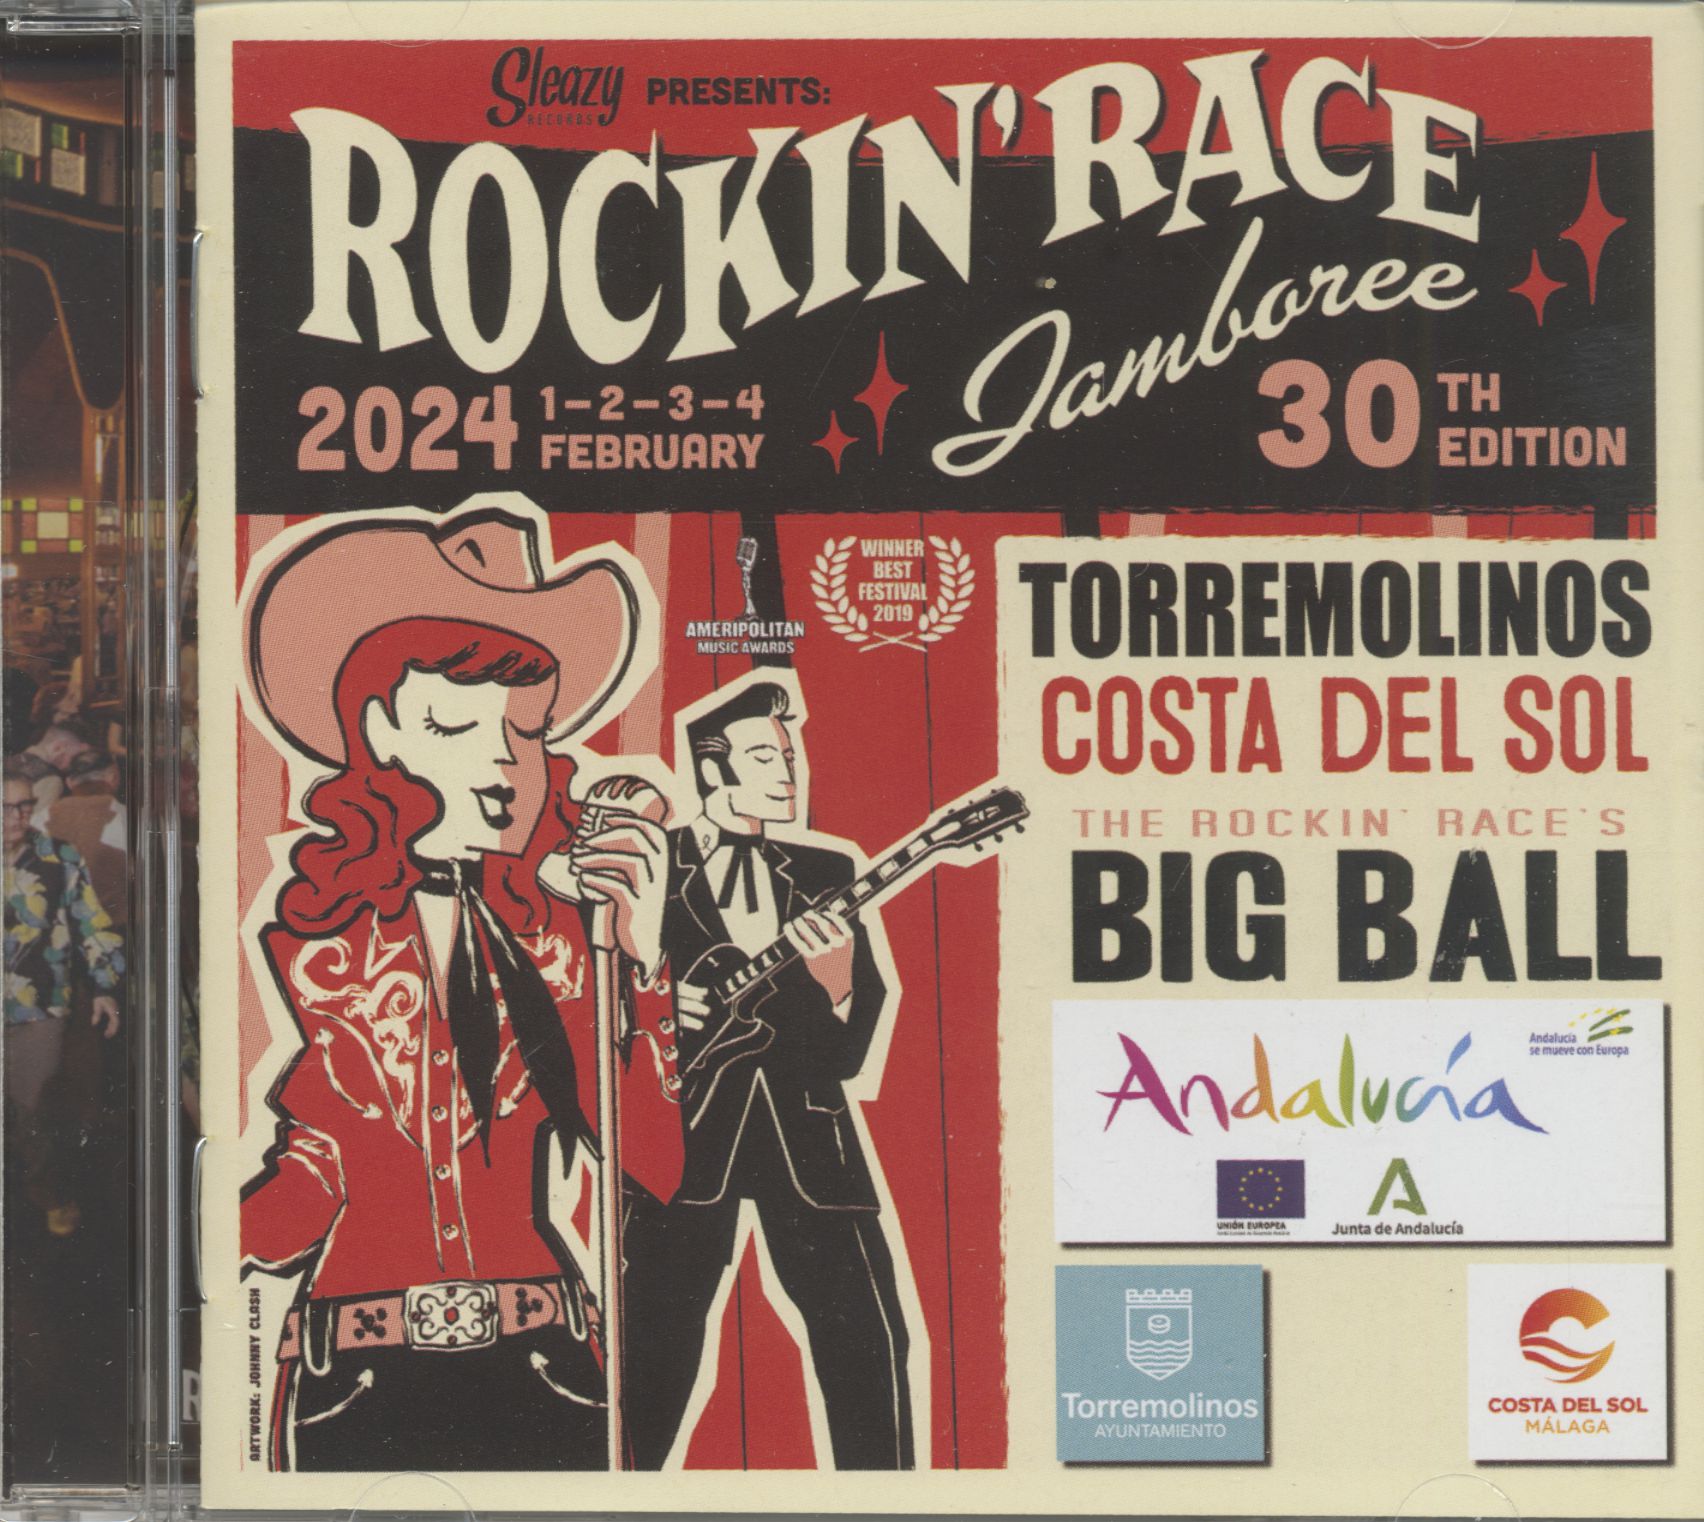 Sleazy PRESENTS:
RECORDS
ROCKIN' RACE
Jamboree
2024 1-2-3-4
FEBRUARY
30 TH
EDITION
AMERIPOLITAN
MUSIC AWARDS
WINNER
BEST
FESTIVAL
2019
TORREMOLINOS
COSTA DEL SOL
THE ROCKIN' RACE'S
BIG BALL
Andalucía
se mueve con Europa
Andalucía
UNIÓN EUROPEA
Junta de Andalucía
Torremolinos
AYUNTAMIENTO
COSTA DEL SOL
MÁLAGA
ARTWORK: JOHNNY CLASH